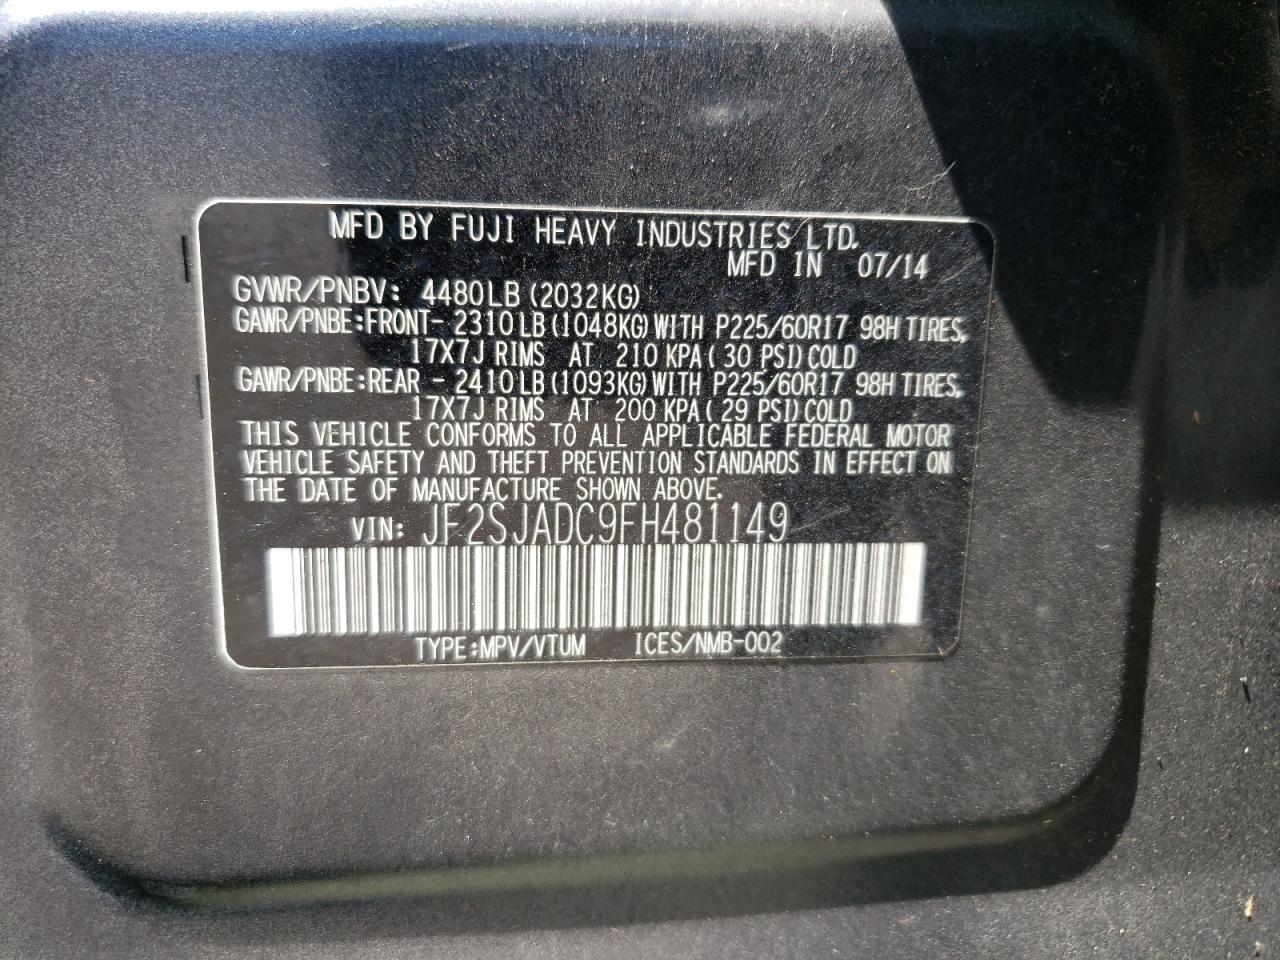 MFD BY FUJI HEAVY INDUSTRIES LTD.
MFD IN 07/14
GVWR/PNBV: 4480LB (2032KG)
GAWR/PNBE:FRONT- 2310LB (1048KG) WITH P225/60R17 98H TIRES,
17X7J RIMS AT 210 KPA ( 30 PSI) COLD
GAWR/PNBE:REAR - 2410LB (1093KG) WITH P225/60R17 98H TIRES,
17X7J RIMS AT 200 KPA ( 29 PSI) COLD
THIS VEHICLE CONFORMS TO ALL APPLICABLE FEDERAL MOTOR
VEHICLE SAFETY AND THEFT PREVENTION STANDARDS IN EFFECT ON
THE DATE OF MANUFACTURE SHOWN ABOVE.
VIN: JF2SJADC9FH481149
TYPE:MPV/VTUM ICES/NMB-002